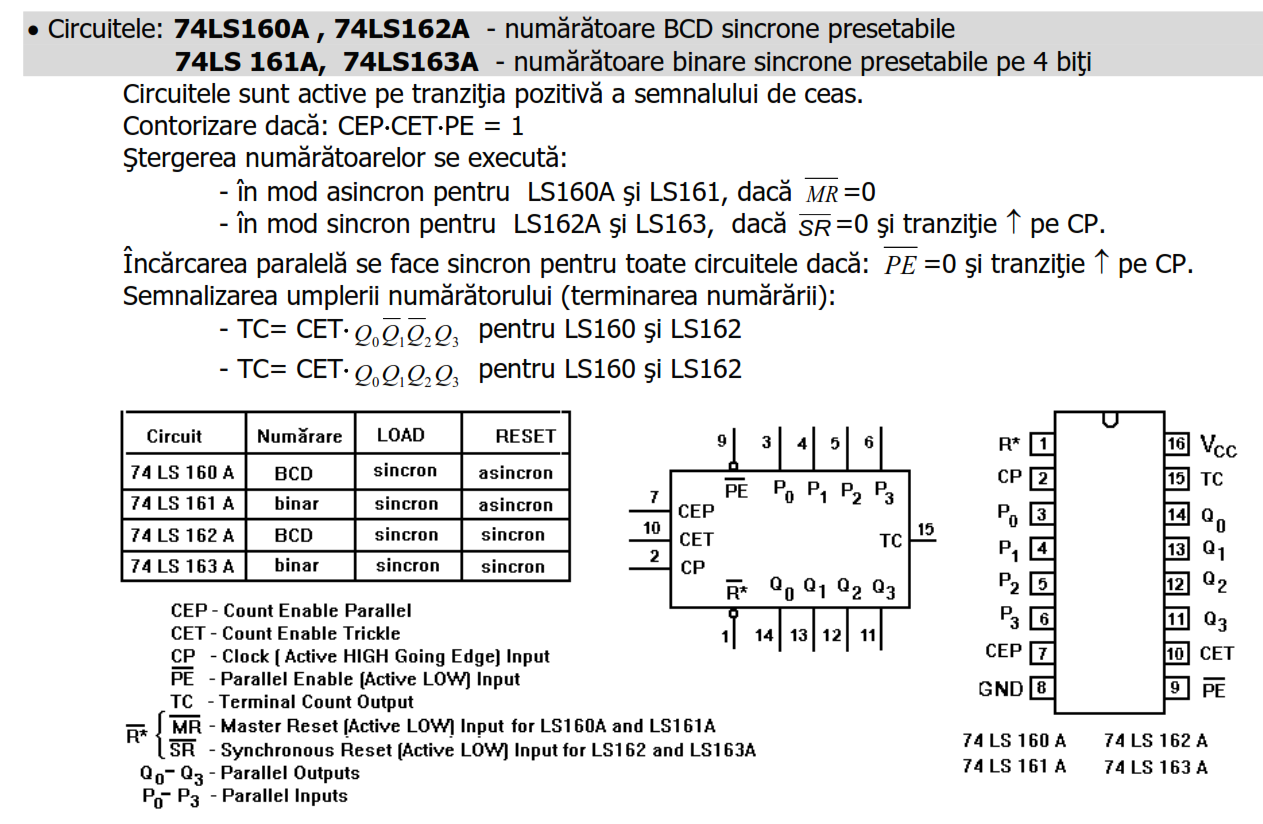 • Circuitele: 74LS160A , 74LS162A - numărătoare BCD sincrone presetabile
74LS 161A, 74LS163A - numărătoare binare sincrone presetabile pe 4 biţi
Circuitele sunt active pe tranziţia pozitivă a semnalului de ceas.
Contorizare dacă: CEP·CET·PE = 1
Ştergerea numărătoarelor se execută:
- în mod asincron pentru LS160A şi LS161, dacă M̅R̅ =0
- în mod sincron pentru LS162A şi LS163, dacă S̅R̅ =0 şi tranziţie ↑ pe CP.
Încărcarea paralelă se face sincron pentru toate circuitele dacă: P̅E̅ =0 şi tranziţie ↑ pe CP.
Semnalizarea umplerii numărătorului (terminarea numărării):
- TC= CET· Q₀Q̅₁Q̅₂Q₃ pentru LS160 şi LS162
- TC= CET· Q₀Q₁Q₂Q₃ pentru LS160 şi LS162
Circuit Numărare LOAD RESET
74 LS 160 A BCD sincron asincron
74 LS 161 A binar sincron asincron
74 LS 162 A BCD sincron sincron
74 LS 163 A binar sincron sincron
CEP - Count Enable Parallel
CET - Count Enable Trickle
CP - Clock ( Active HIGH Going Edge) Input
P̅E̅ - Parallel Enable (Active LOW) Input
TC - Terminal Count Output
R̅* { M̅R̅ - Master Reset (Active LOW) Input for LS160A and LS161A
S̅R̅ - Synchronous Reset (Active LOW) Input for LS162 and LS163A
Q₀- Q₃ - Parallel Outputs
P₀- P₃ - Parallel Inputs
9 3 4 5 6
P̅E̅ P₀ P₁ P₂ P₃
7 CEP
10 CET TC 15
2 CP
R̅* Q₀ Q₁ Q₂ Q₃
1 14 13 12 11
R* 1 16 V_CC
CP 2 15 TC
P₀ 3 14 Q₀
P₁ 4 13 Q₁
P₂ 5 12 Q₂
P₃ 6 11 Q₃
CEP 7 10 CET
GND 8 9 P̅E̅
74 LS 160 A 74 LS 162 A
74 LS 161 A 74 LS 163 A